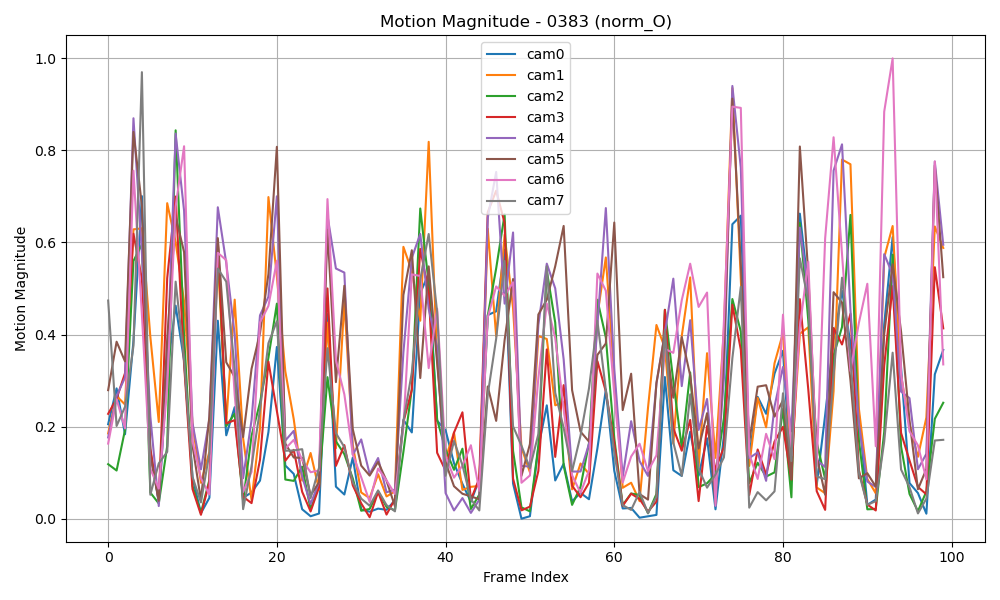 Motion Magnitude - 0383 (norm_O)
Motion Magnitude
1.0
0.8
0.6
0.4
0.2
0.0
cam0
cam1
cam2
cam3
cam4
cam5
cam6
cam7
0 20 40 60 80 100
Frame Index